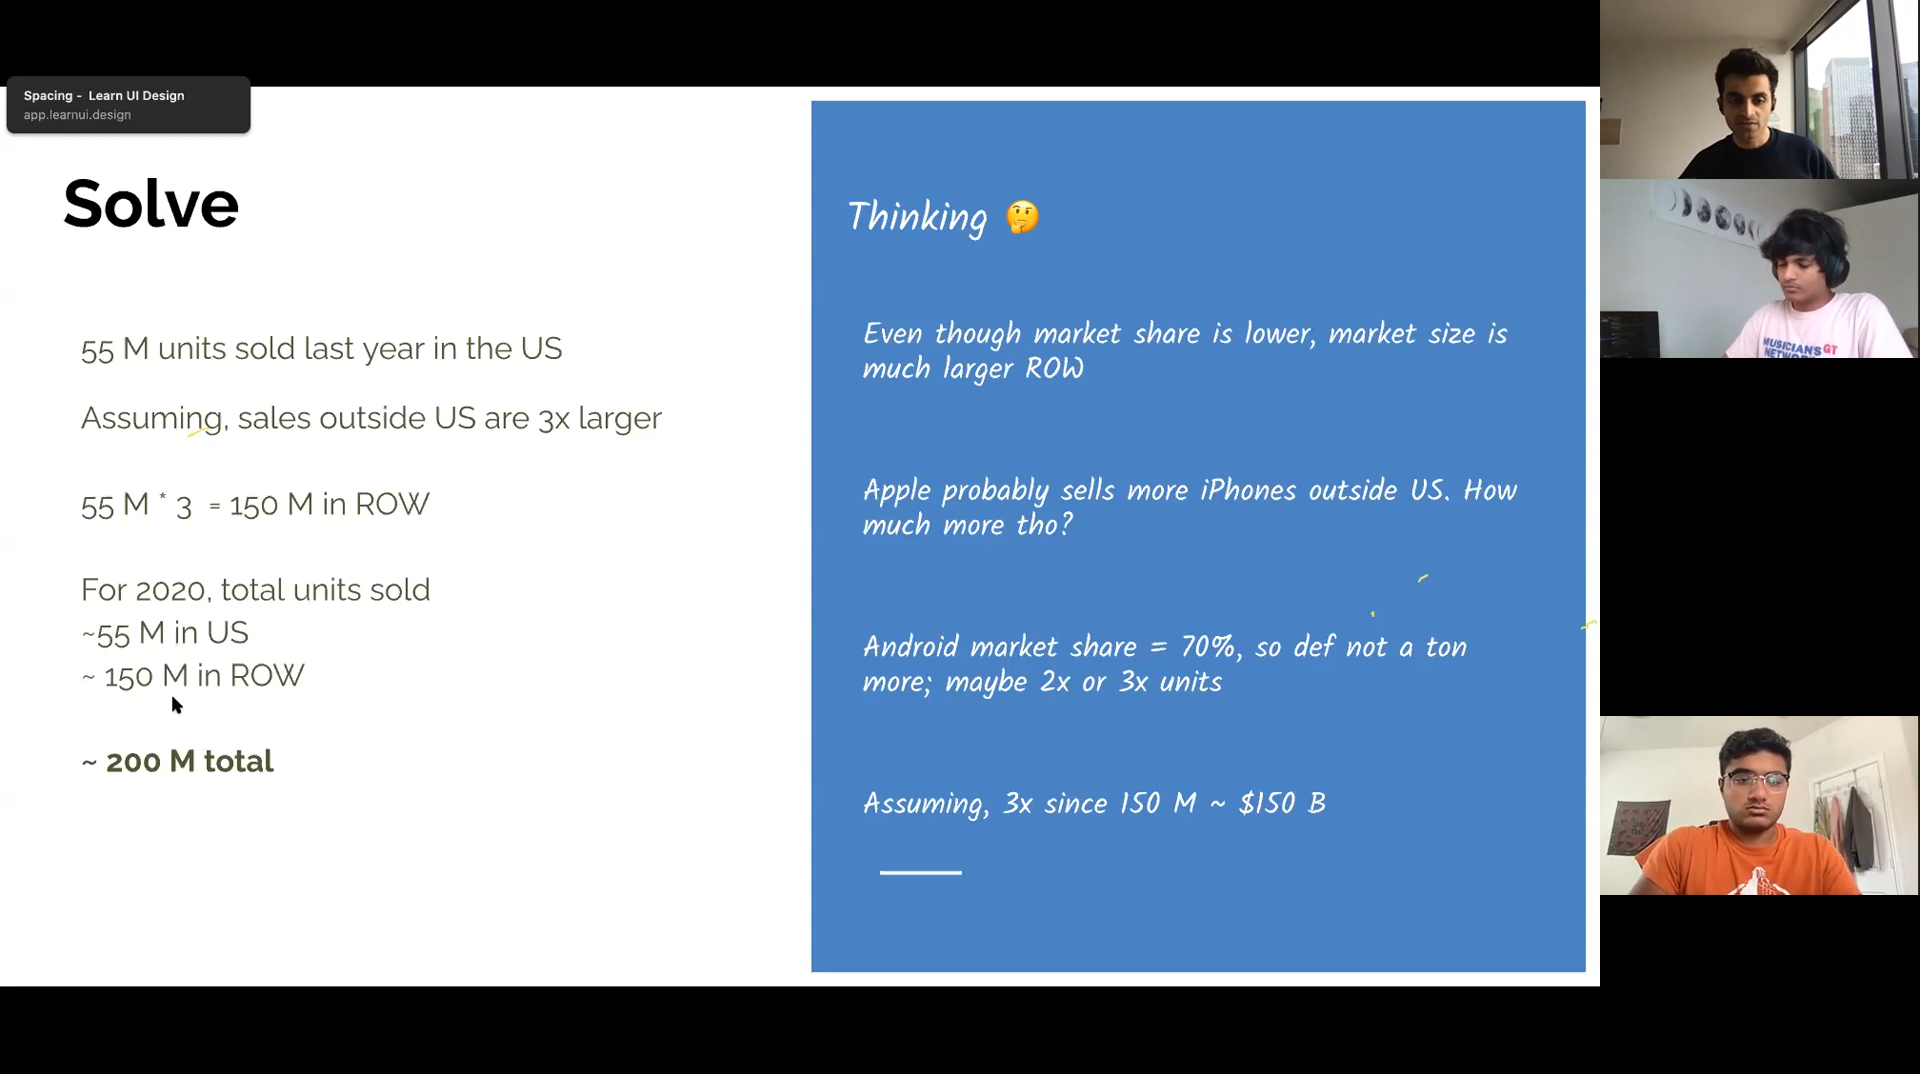 Spacing - Learn UI Design
app.learnui.design
Solve
55 M units sold last year in the US
Assuming, sales outside US are 3x larger
55 M * 3 = 150 M in ROW
For 2020, total units sold
~55 M in US
~ 150 M in ROW
~ 200 M total
Thinking 🤔
Even though market share is lower, market size is
much larger ROW
Apple probably sells more iPhones outside US. How
much more tho?
Android market share = 70%, so def not a ton
more; maybe 2x or 3x units
Assuming, 3x since 150 M ~ $150 B
MUSICIAN'S GT
NETWORK